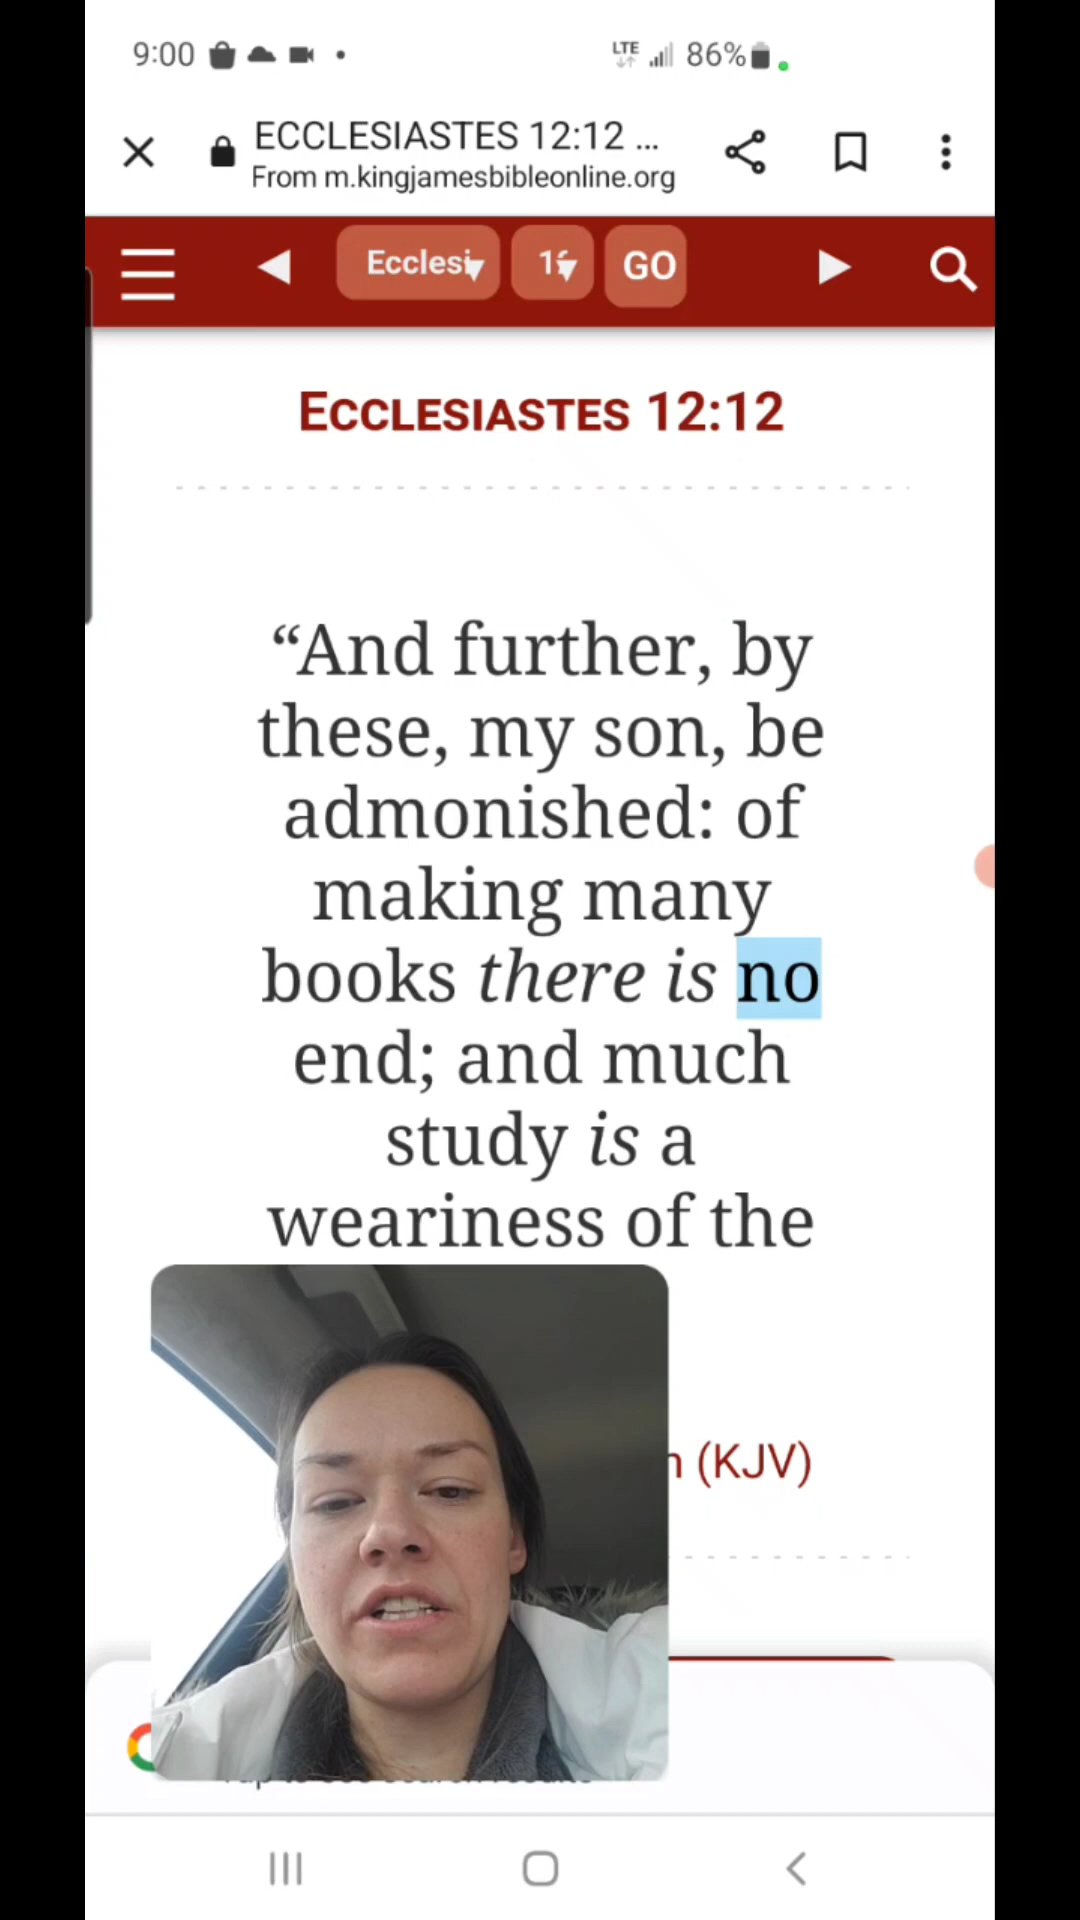 9:00
LTE 86%
ECCLESIASTES 12:12 ...
From m.kingjamesbibleonline.org
Ecclesi GO
ECCLESIASTES 12:12
“And further, by
these, my son, be
admonished: of
making many
books there is no
end; and much
study is a
weariness of the
(KJV)